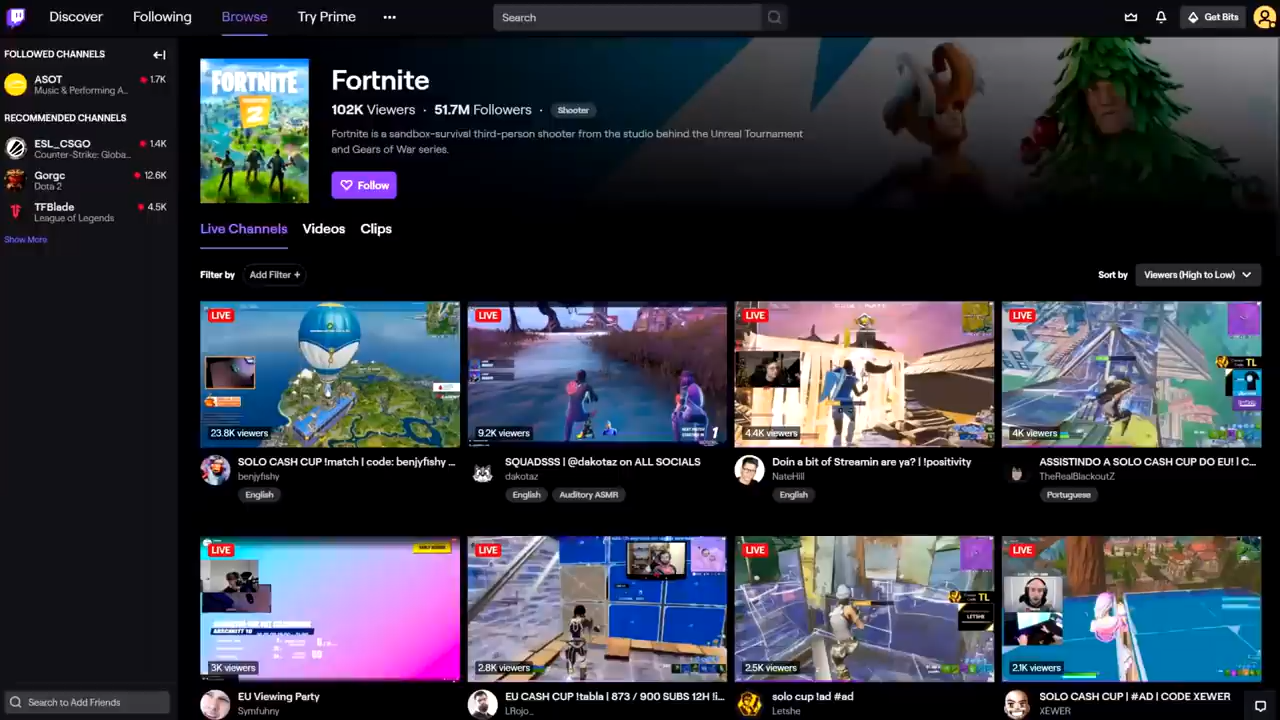 Discover
Following
Browse
Try Prime
Search
Get Bits
FOLLOWED CHANNELS
ASOT
1.7K
Music & Performing A...
RECOMMENDED CHANNELS
ESL_CSGO
1.4K
Counter-Strike: Globa...
Gorgc
12.6K
Dota 2
TFBlade
4.5K
League of Legends
Show More
Search to Add Friends
FORTNITE
CHAPTER
2
Fortnite
102K Viewers · 51.7M Followers · Shooter
Fortnite is a sandbox-survival third-person shooter from the studio behind the Unreal Tournament
and Gears of War series.
Follow
Live Channels
Videos
Clips
Filter by
Add Filter +
Sort by
Viewers (High to Low)
LIVE
23.8K viewers
SOLO CASH CUP !match | code: benjyfishy ...
benjyfishy
English
LIVE
1
9.2K viewers
SQUADSSS | @dakotaz on ALL SOCIALS
dakotaz
English
Auditory ASMR
LIVE
4.4K viewers
Doin a bit of Streamin are ya? | !positivity
NateHill
English
LIVE
TL
4K viewers
ASSISTINDO A SOLO CASH CUP DO EU! | C...
TheRealBlackoutZ
Portuguese
LIVE
3K viewers
EU Viewing Party
Symfuhny
LIVE
2.8K viewers
EU CASH CUP !tabla | 873 / 900 SUBS 12H !i...
LRojo_
LIVE
TL
LETSHE
2.5K viewers
solo cup !ad #ad
Letshe
LIVE
2.1K viewers
SOLO CASH CUP | #AD | CODE XEWER
XEWER